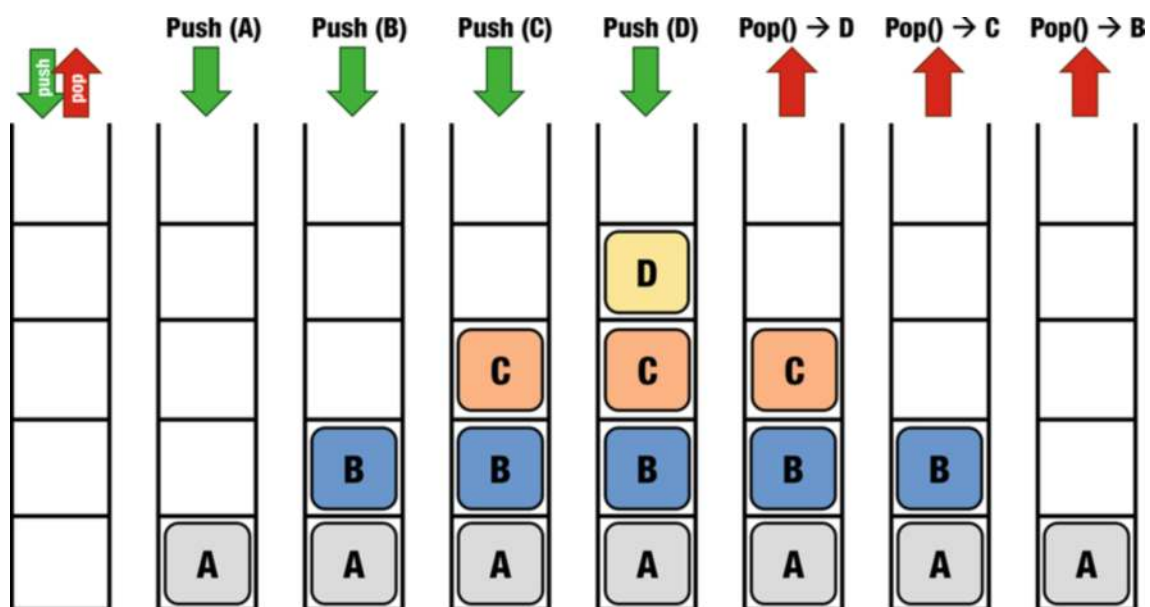 Push (A) Push (B) Push (C) Push (D) Pop() → D Pop() → C Pop() → B
push pop
D
C C C
B B B B B
A A A A A A A